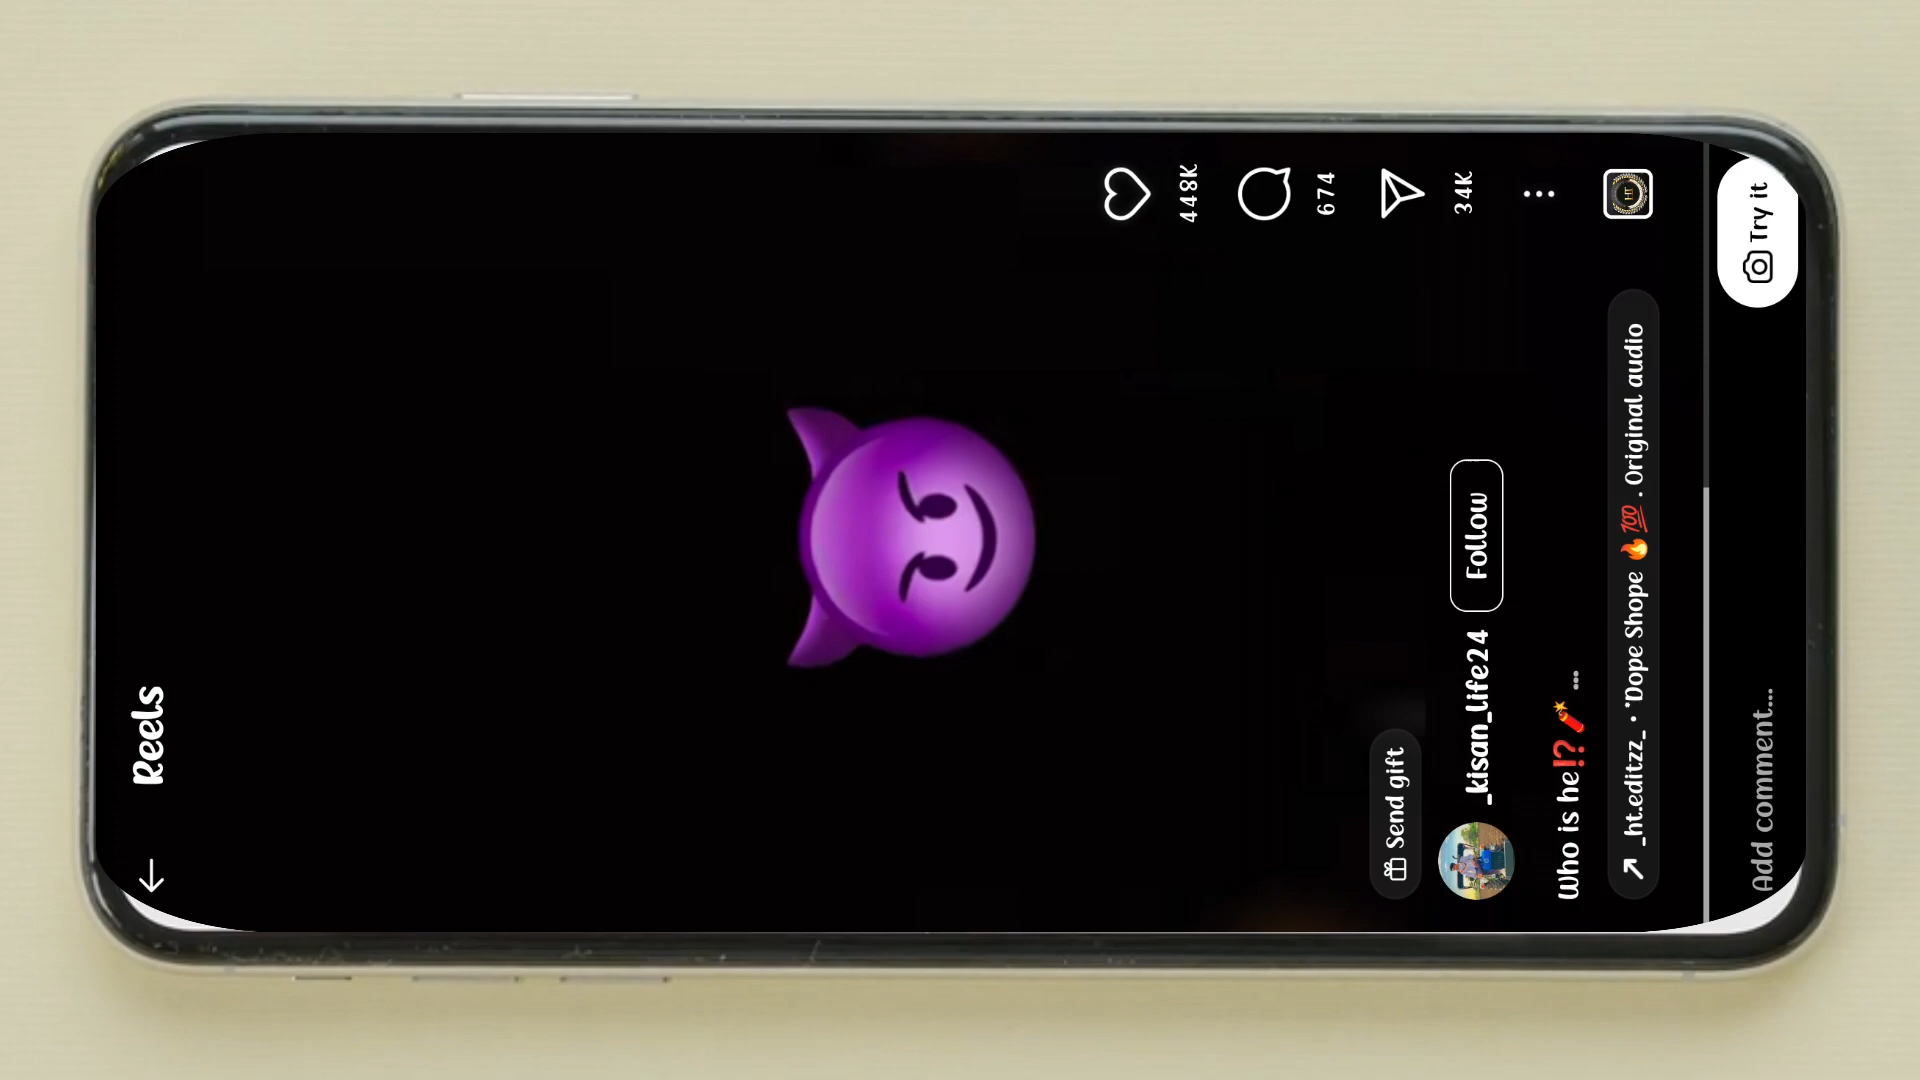 Reels
448K
674
34K
Send gift
_kisan_life24 Follow
Who is he⁉️🧨 ...
_ht.editzz_ • 'Dope Shope 🔥💯 . Original audio
Add comment...
Try it
HT